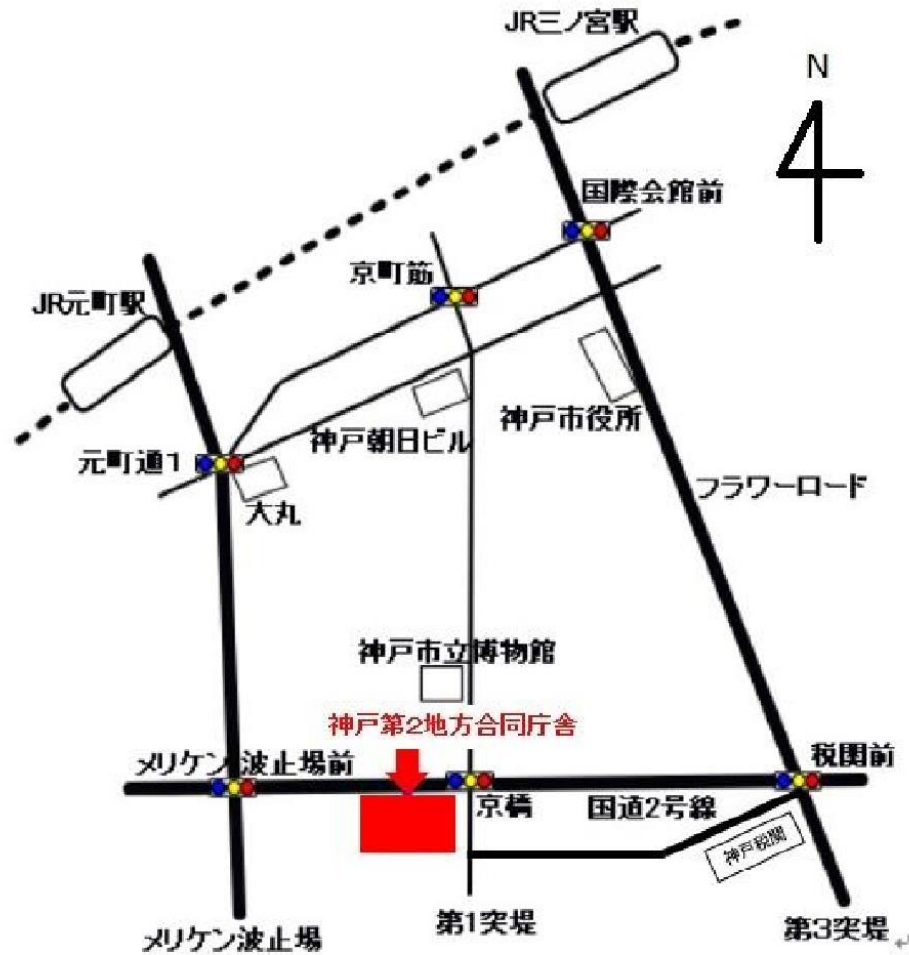 JR三ノ宮駅
N
国際会館前
京町筋
JR元町駅
神戸市役所
神戸朝日ビル
元町通1
フラワーロード
大丸
神戸市立博物館
神戸第2地方合同庁舎
メリケン波止場前
税関前
京橋
国道2号線
神戸税関
第1突堤
第3突堤
メリケン波止場